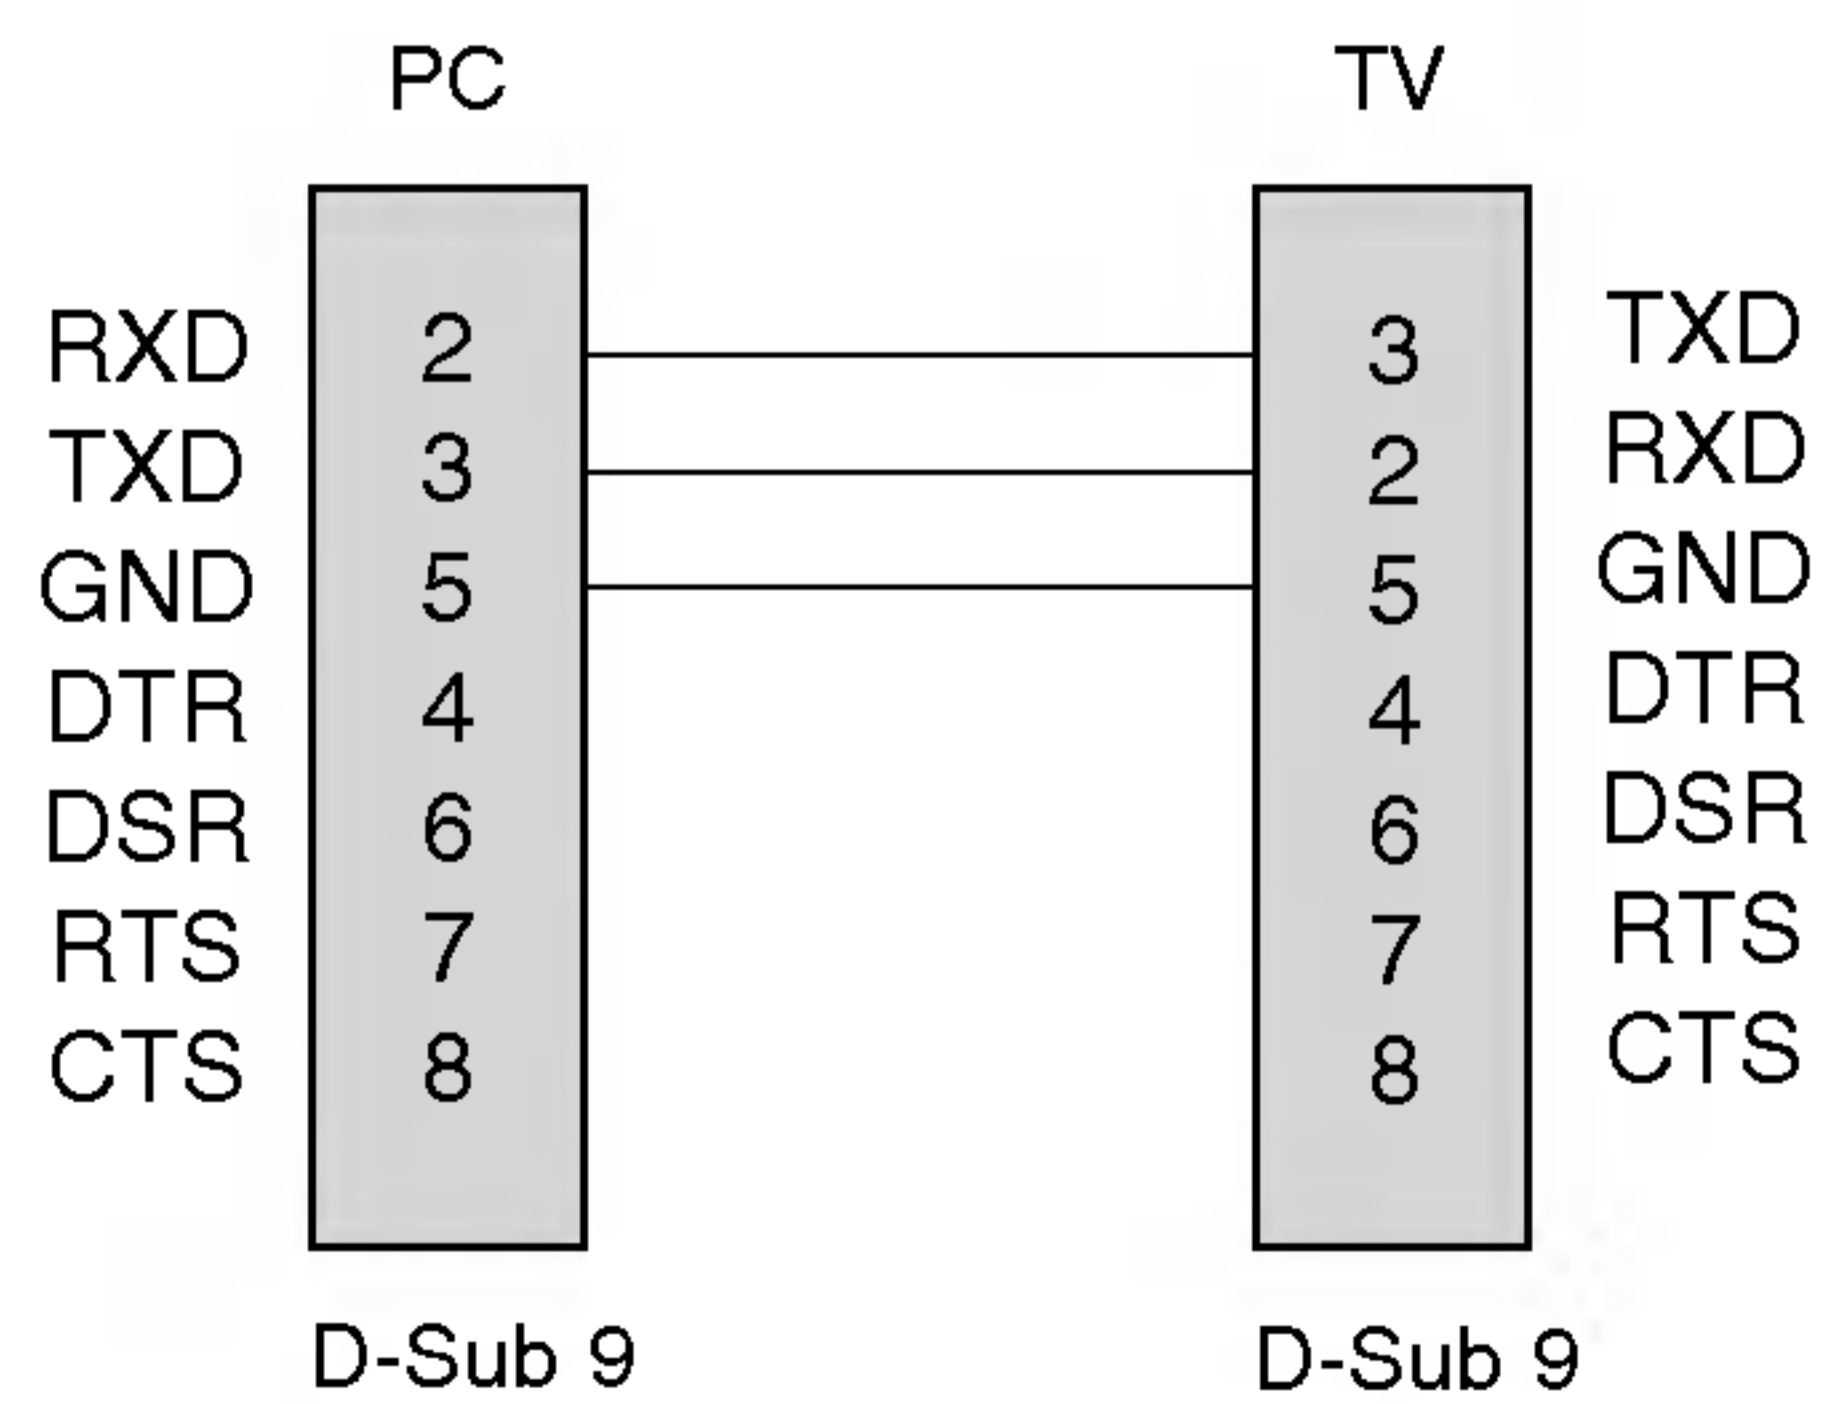 PC TV
RXD 2 3 TXD
TXD 3 2 RXD
GND 5 5 GND
DTR 4 4 DTR
DSR 6 6 DSR
RTS 7 7 RTS
CTS 8 8 CTS
D-Sub 9 D-Sub 9